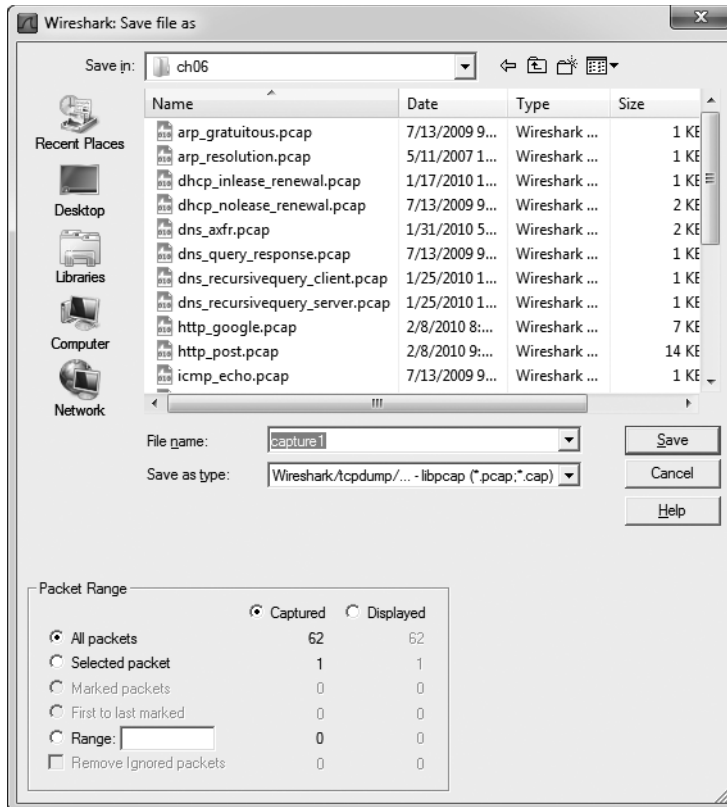 Wireshark: Save file as
Save in: ch06
Recent Places
Desktop
Libraries
Computer
Network
Name Date Type Size
arp_gratuitous.pcap 7/13/2009 9... Wireshark ... 1 KE
arp_resolution.pcap 5/11/2007 1... Wireshark ... 1 KE
dhcp_inlease_renewal.pcap 1/17/2010 1... Wireshark ... 1 KE
dhcp_nolease_renewal.pcap 7/13/2009 9... Wireshark ... 2 KE
dns_axfr.pcap 1/31/2010 5... Wireshark ... 2 KE
dns_query_response.pcap 7/13/2009 9... Wireshark ... 1 KE
dns_recursivequery_client.pcap 1/25/2010 1... Wireshark ... 1 KE
dns_recursivequery_server.pcap 1/25/2010 1... Wireshark ... 1 KE
http_google.pcap 2/8/2010 8:... Wireshark ... 7 KE
http_post.pcap 2/8/2010 9:... Wireshark ... 14 KE
icmp_echo.pcap 7/13/2009 9... Wireshark ... 1 KE
File name: capture1 Save
Save as type: Wireshark/tcpdump/... - libpcap (*.pcap;*.cap) Cancel
Help
Packet Range
Captured Displayed
All packets 62 62
Selected packet 1 1
Marked packets 0 0
First to last marked 0 0
Range: 0 0
Remove Ignored packets 0 0